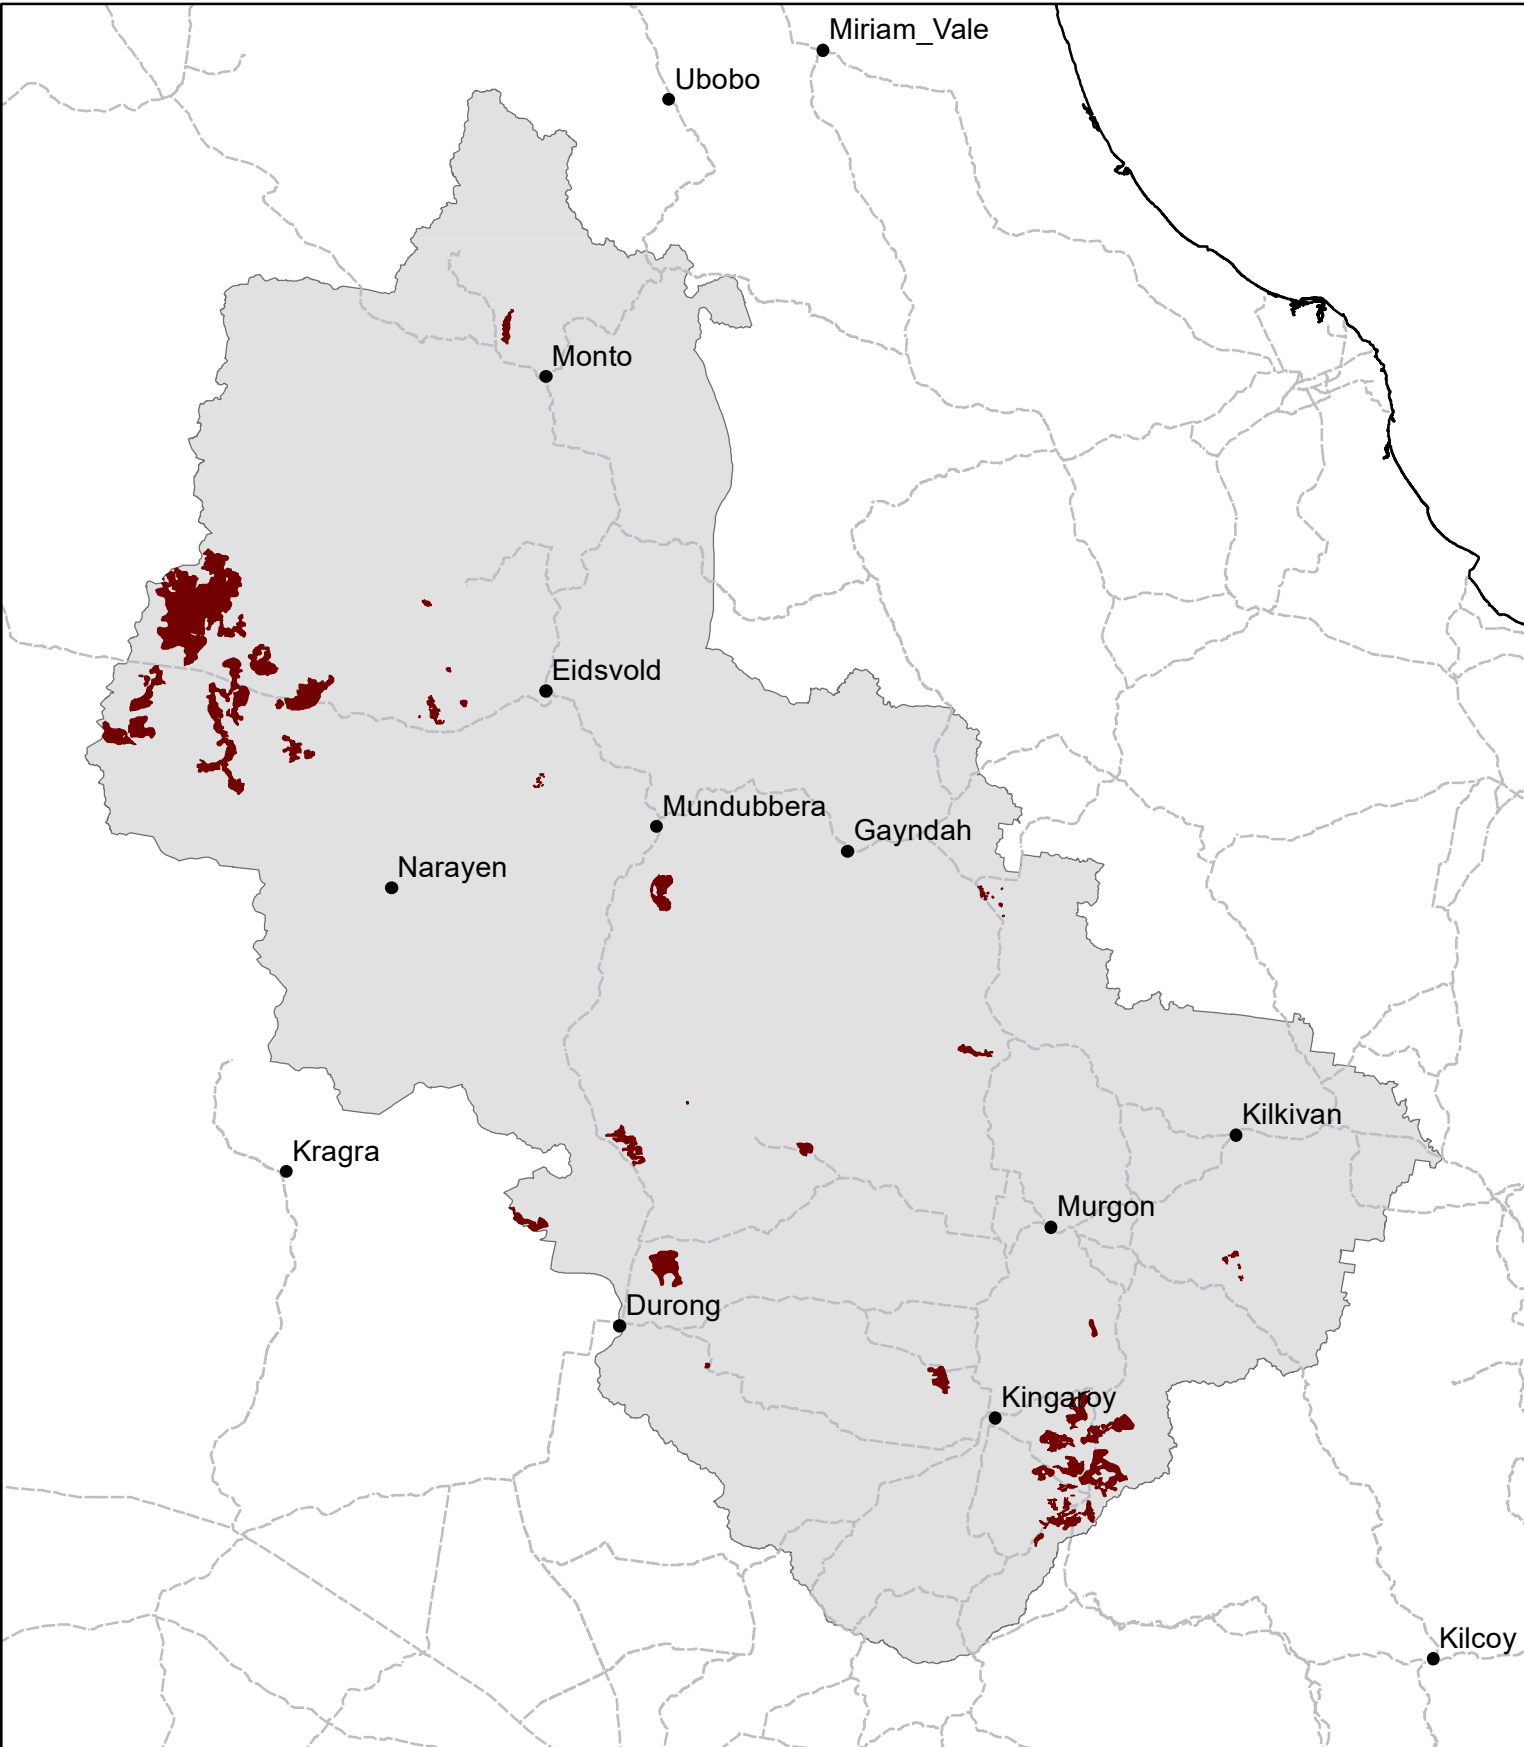 Miriam_Vale
Ubobo
Monto
Eidsvold
Mundubbera
Gayndah
Narayen
Kilkivan
Kragra
Murgon
Durong
Kingaroy
Kilcoy